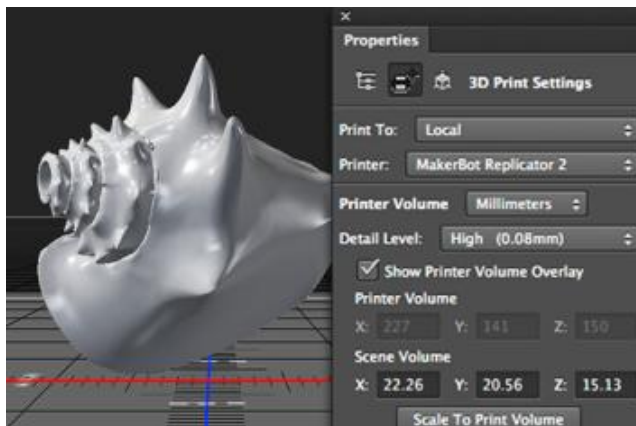 Properties
3D Print Settings
Print To: Local
Printer: MakerBot Replicator 2
Printer Volume Millimeters
Detail Level: High (0.08mm)
Show Printer Volume Overlay
Printer Volume
X: 227 Y: 141 Z: 150
Scene Volume
X: 22.26 Y: 20.56 Z: 15.13
Scale To Print Volume